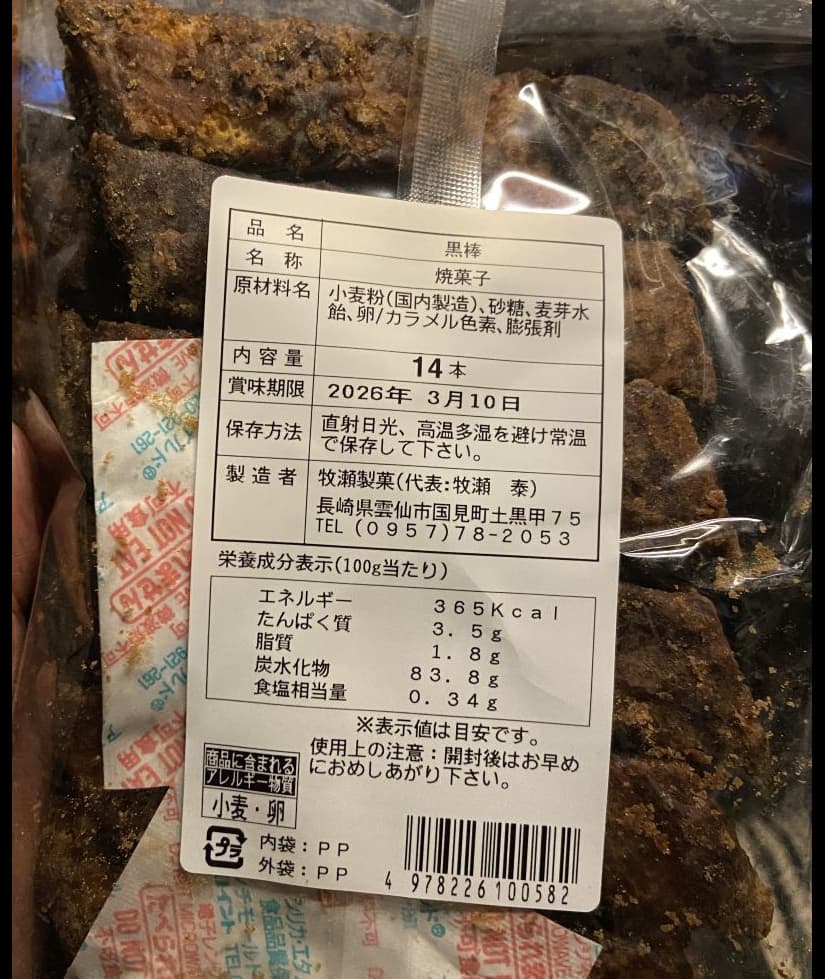 品名 黒棒
名称 焼菓子
原材料名 小麦粉(国内製造)、砂糖、麦芽水
飴、卵/カラメル色素、膨張剤
内容量 14本
賞味期限 2026年 3月10日
保存方法 直射日光、高温多湿を避け常温
で保存して下さい。
製造者 牧瀬製菓(代表:牧瀬 泰)
長崎県雲仙市国見町土黒甲75
TEL(0957)78-2053
栄養成分表示(100g当たり)
エネルギー 365Kcal
たんぱく質 3.5g
脂質 1.8g
炭水化物 83.8g
食塩相当量 0.34g
※表示値は目安です。
商品に含まれる
アレルギー物質
小麦・卵
使用上の注意:開封後はお早め
におめしあがり下さい。
プラ
内袋:PP
外袋:PP
4 978226 100582
不可食用
DO NOT EAT
DO NOT